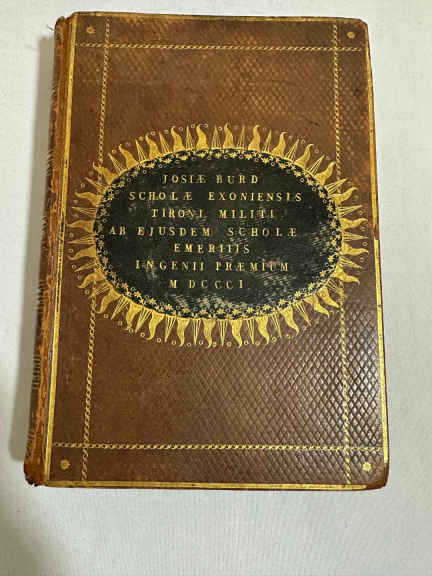 JOSIÆ BURD
SCHOLÆ EXONIENSIS
TIRONI MILITI.
AB EJUSDEM SCHOLÆ
EMERITIS
INGENII PRÆMIUM
M DCCCI